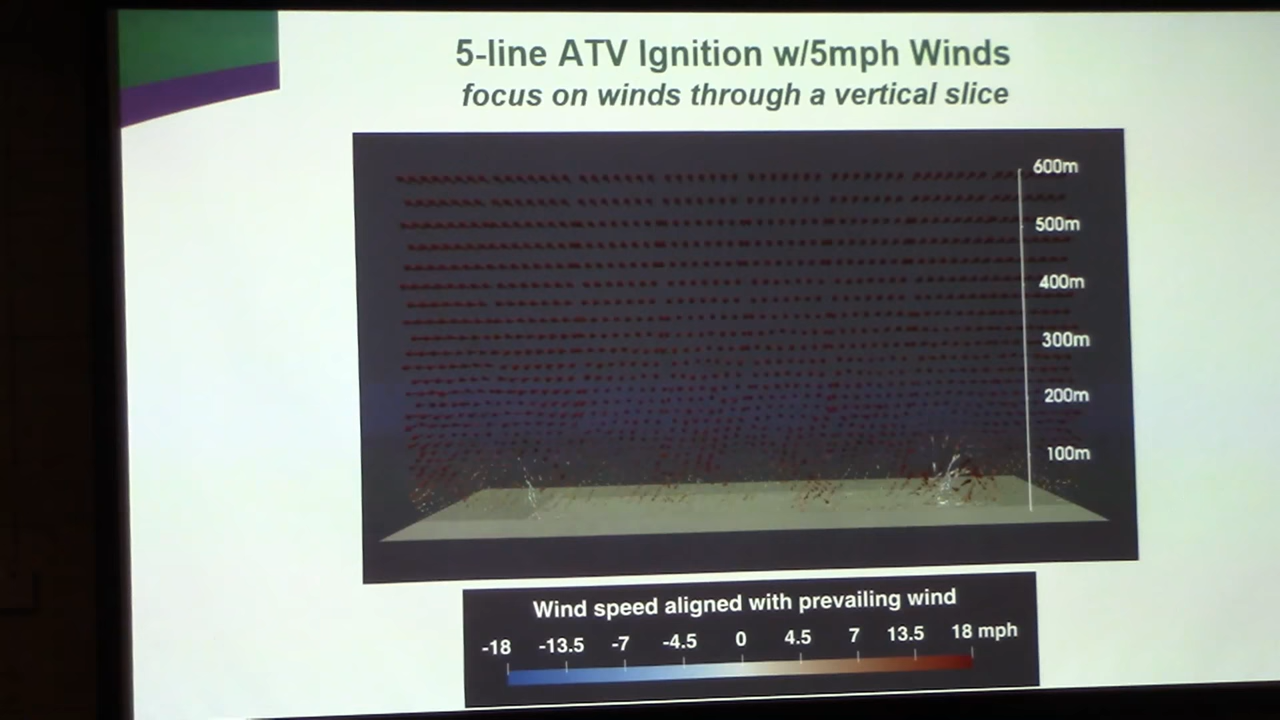 5-line ATV Ignition w/5mph Winds
focus on winds through a vertical slice
600m
500m
400m
300m
200m
100m
Wind speed aligned with prevailing wind
-18 -13.5 -7 -4.5 0 4.5 7 13.5 18 mph